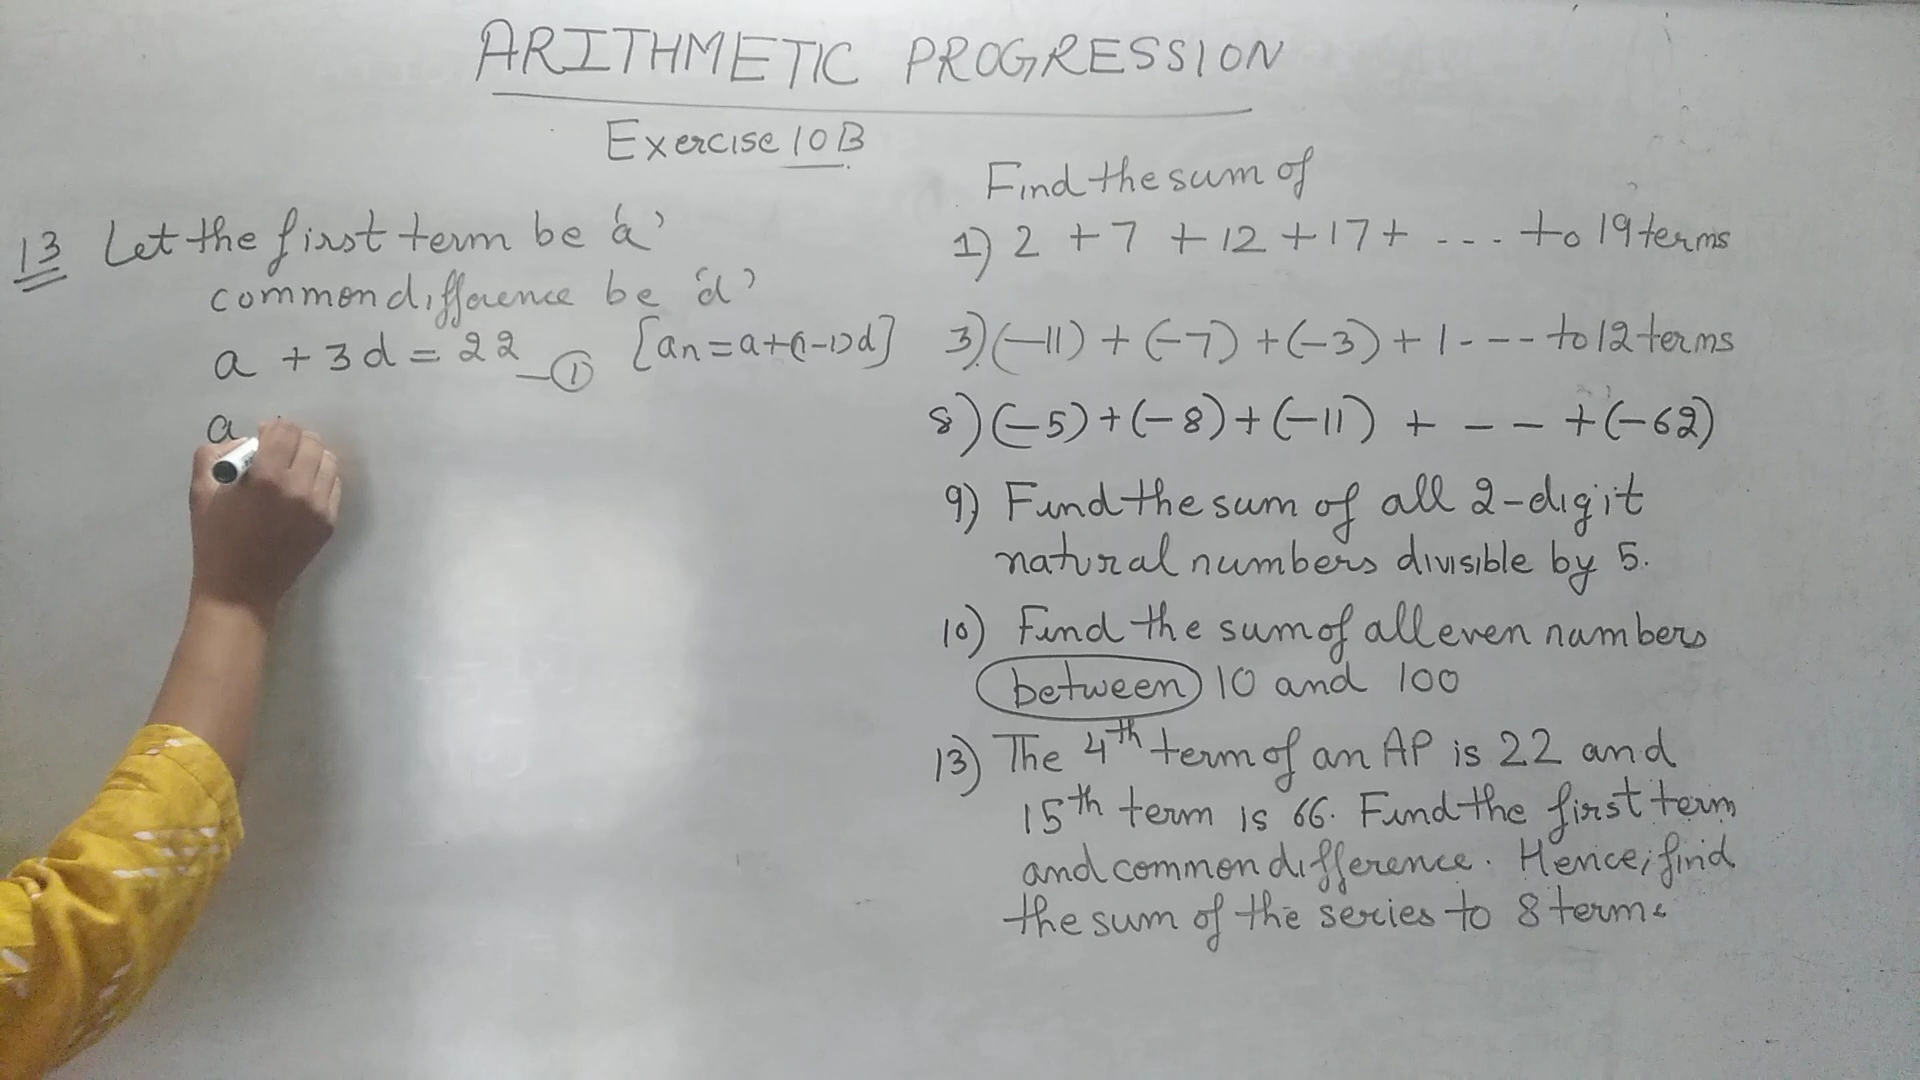 ARITHMETIC PROGRESSION
Exercise 10B
13 Let the first term be 'a'
common difference be 'd'
a + 3d = 22 — ① [an = a+(n-1)d]
a
Find the sum of
1) 2 + 7 + 12 + 17 + --- to 19 terms
3) (-11) + (-7) + (-3) + 1 --- to 12 terms
8) (-5) + (-8) + (-11) + -- + (-62)
9) Find the sum of all 2-digit
natural numbers divisible by 5.
10) Find the sum of all even numbers
between 10 and 100
13) The 4th term of an AP is 22 and
15th term is 66. Find the first term
and common difference. Hence, find
the sum of the series to 8 terms